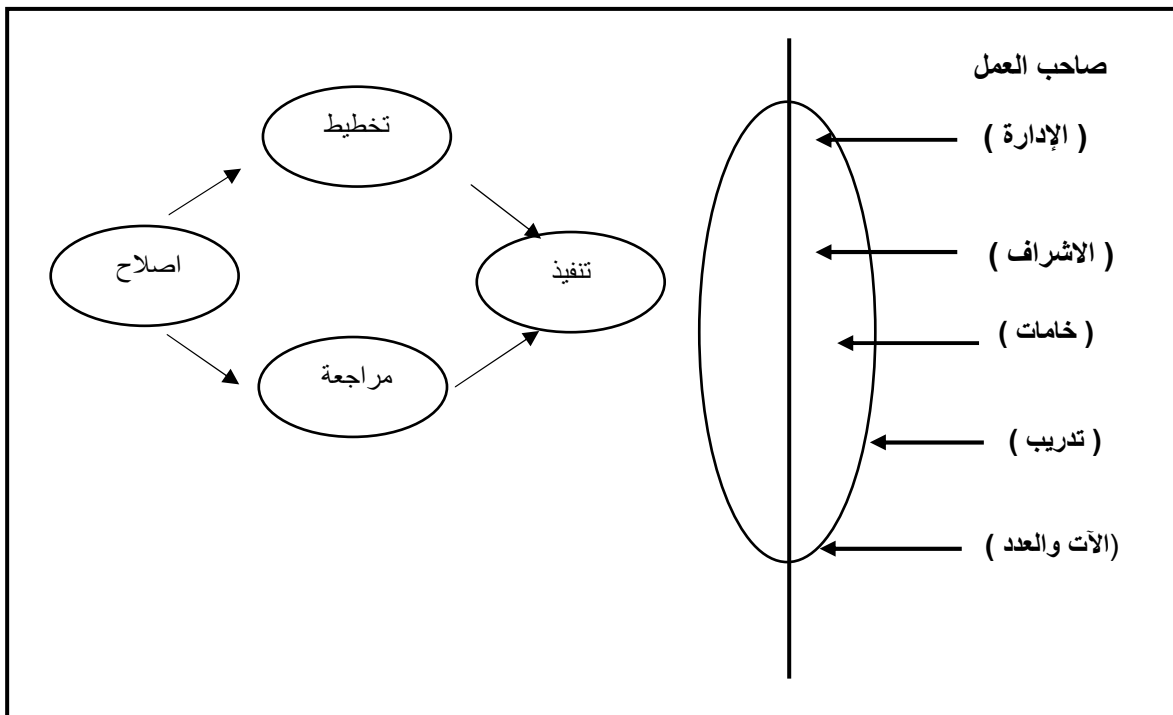 صاحب العمل
( الإدارة )
( الاشراف )
( خامات )
( تدريب )
(الآت والعدد )
تخطيط
تنفيذ
اصلاح
مراجعة